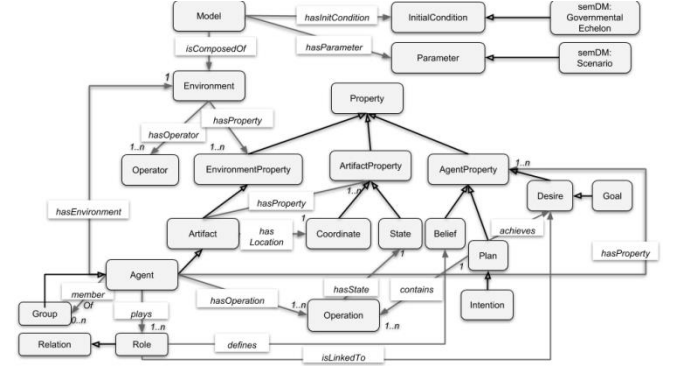 Model
hasInitCondition
InitialCondition
semDM:
Governmental
Echelon
isComposedOf
hasParameter
Parameter
semDM:
Scenario
1
Environment
Property
hasOperator
hasProperty
1..n
1..n
Operator
EnvironmentProperty
ArtifactProperty
AgentProperty
1..n
hasProperty
1..n
Desire
Goal
hasEnvironment
Artifact
has
Location
1
Coordinate
State
Belief
achieves
Plan
hasProperty
Agent
1
1
member
Of
hasOperation
hasState
contains
Intention
Group
0..n
plays
1..n
Operation
1..n
1..n
Relation
Role
defines
isLinkedTo